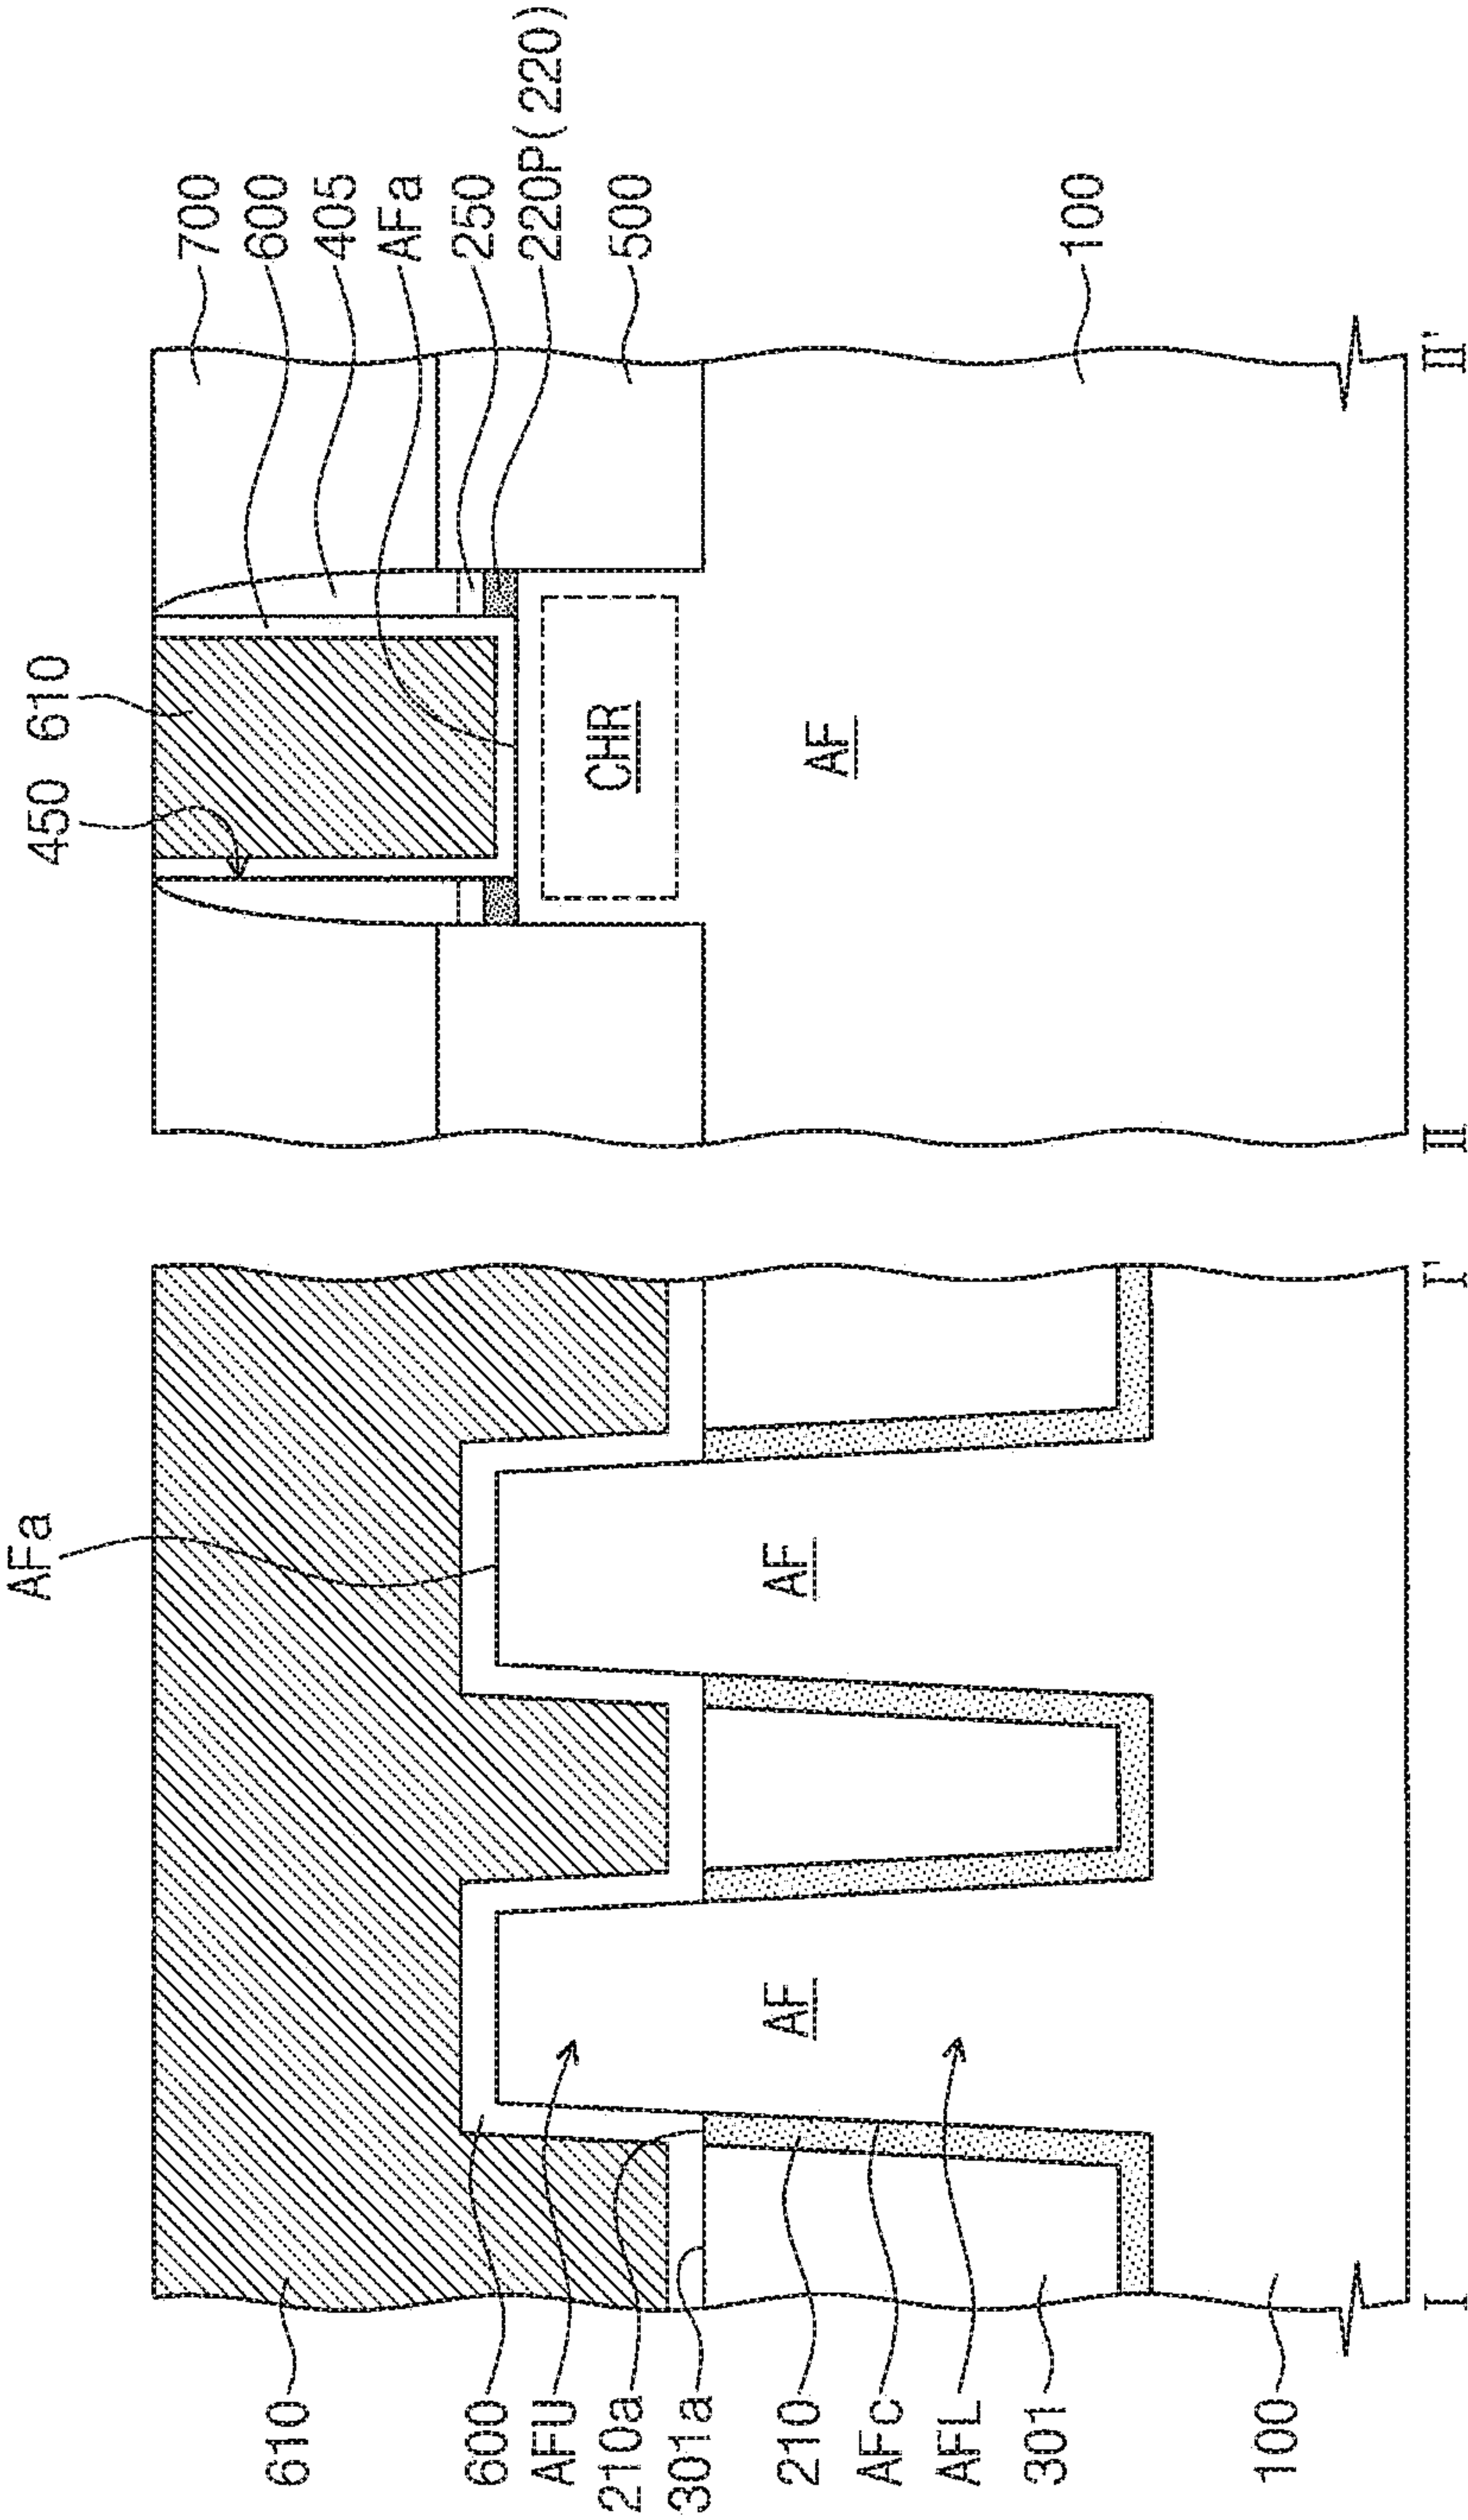 AFa
450 610
610
600
AFU
210a
301a
210
AFc
AFL
301
100
AF
AF
I
I'
700
600
405
AFa
250
220P(220)
500
100
CHR
AF
II
II'